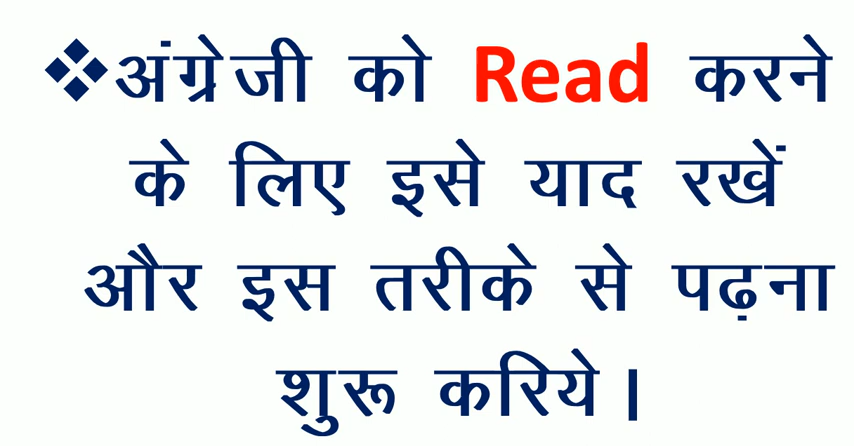 ❖अंग्रेजी को Read करने
के लिए इसे याद रखें
और इस तरीके से पढ़ना
शुरू करिये।